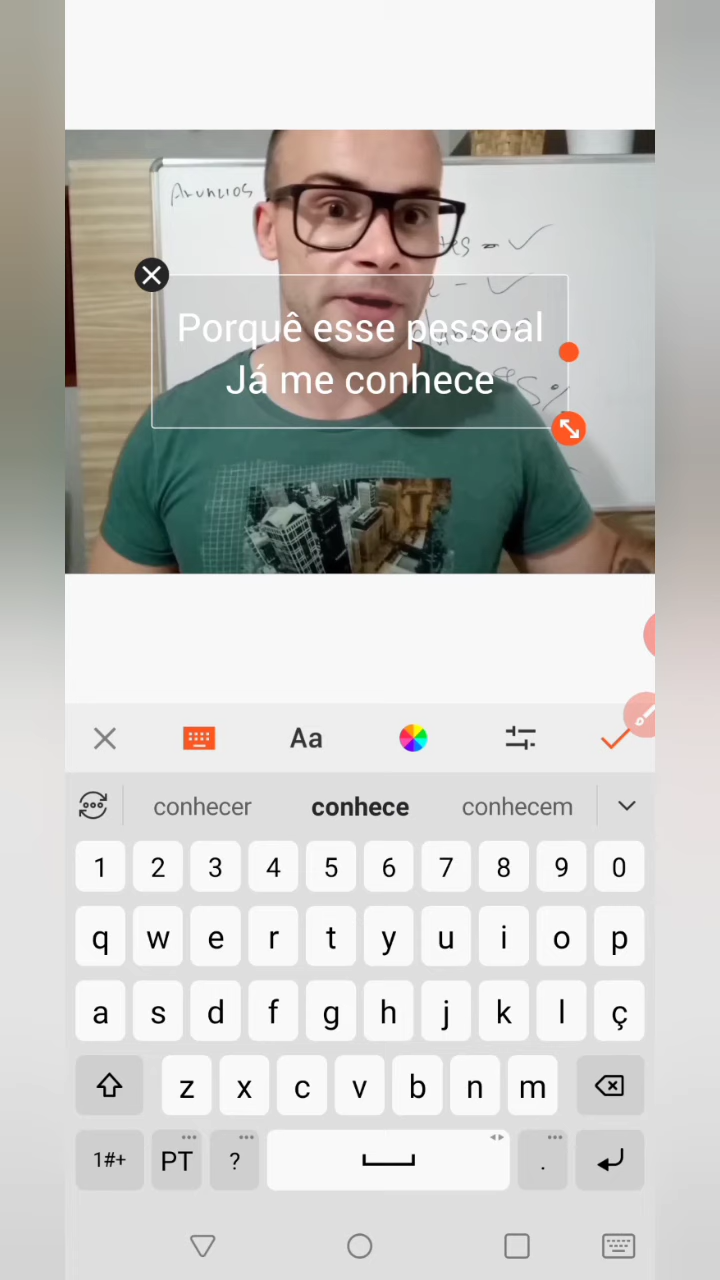 Anuncios
Porquê esse pessoal
Já me conhece
Aa
conhecer conhece conhecem
1 2 3 4 5 6 7 8 9 0
q w e r t y u i o p
a s d f g h j k l ç
z x c v b n m
1#+ PT ? .